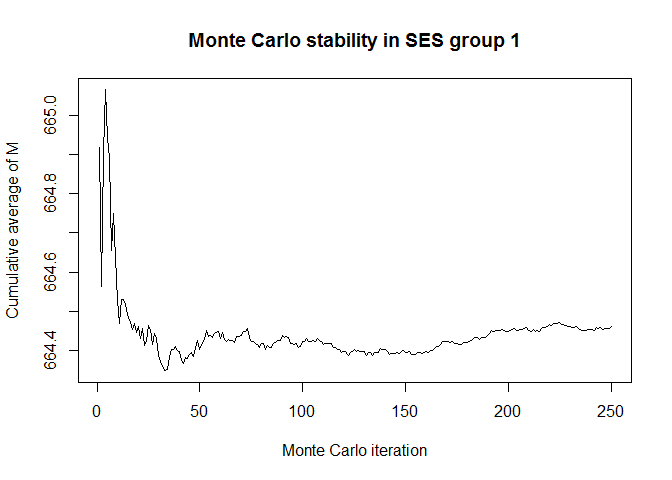 Monte Carlo stability in SES group 1
Cumulative average of M
665.0
664.8
664.6
664.4
0 50 100 150 200 250
Monte Carlo iteration